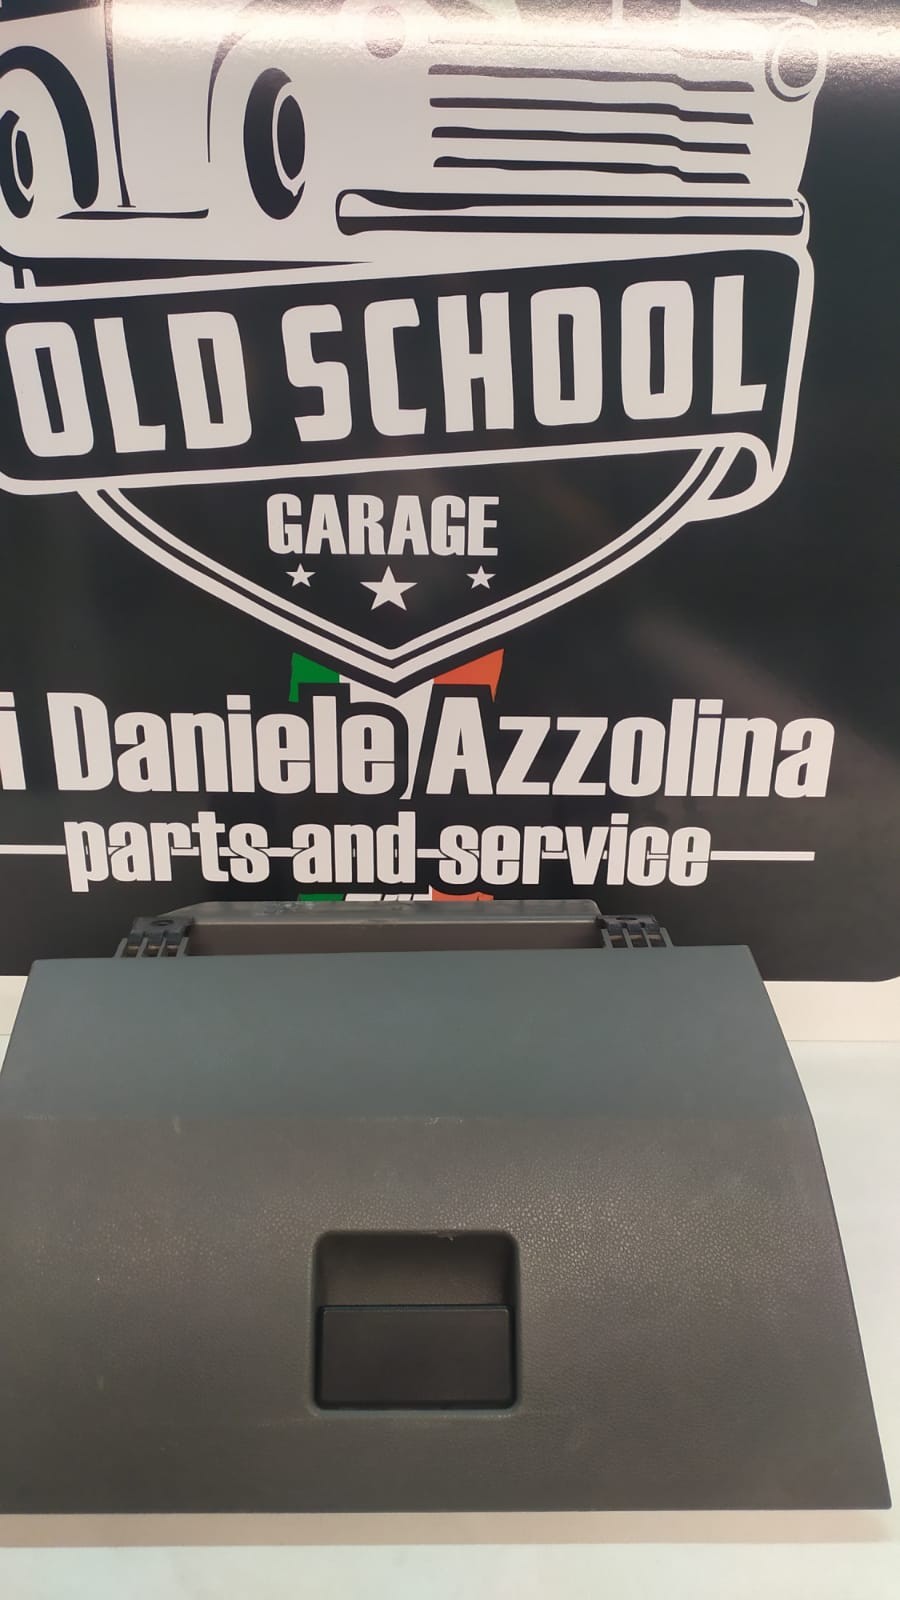 OLD SCHOOL
GARAGE
i Daniele Azzolina
parts and service